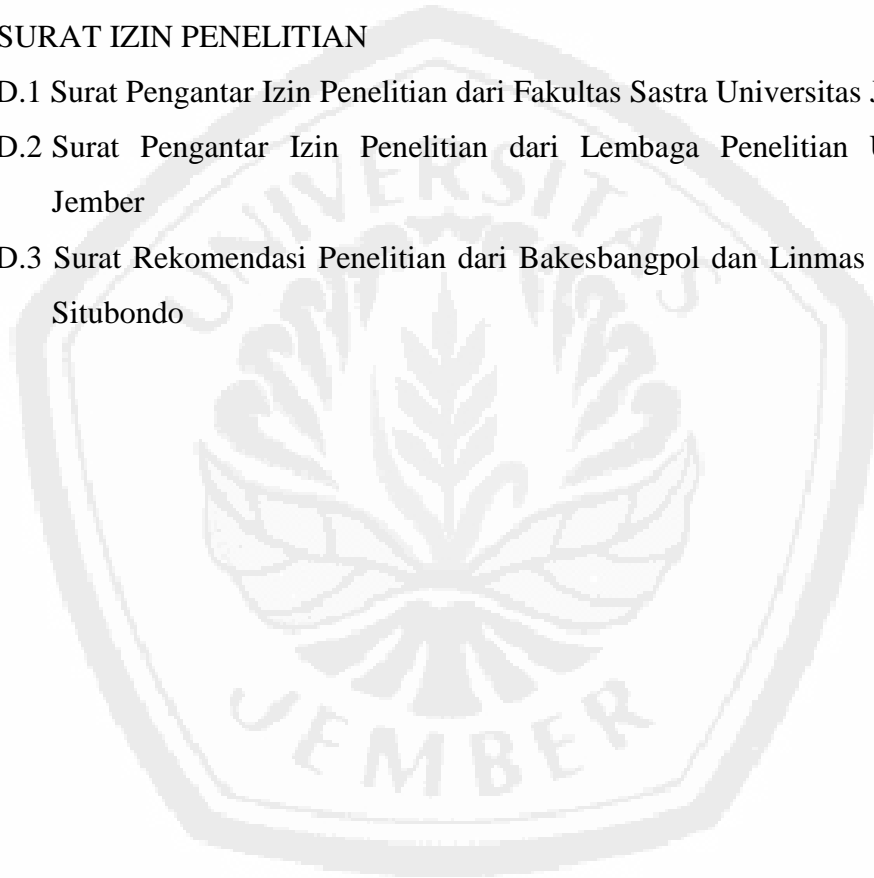 SURAT IZIN PENELITIAN
D.1 Surat Pengantar Izin Penelitian dari Fakultas Sastra Universitas
D.2 Surat Pengantar Izin Penelitian dari Lembaga Penelitian
Jember
D.3 Surat Rekomendasi Penelitian dari Bakesbangpol dan Linmas
Situbondo
UNIVERSITAS
JEMBER